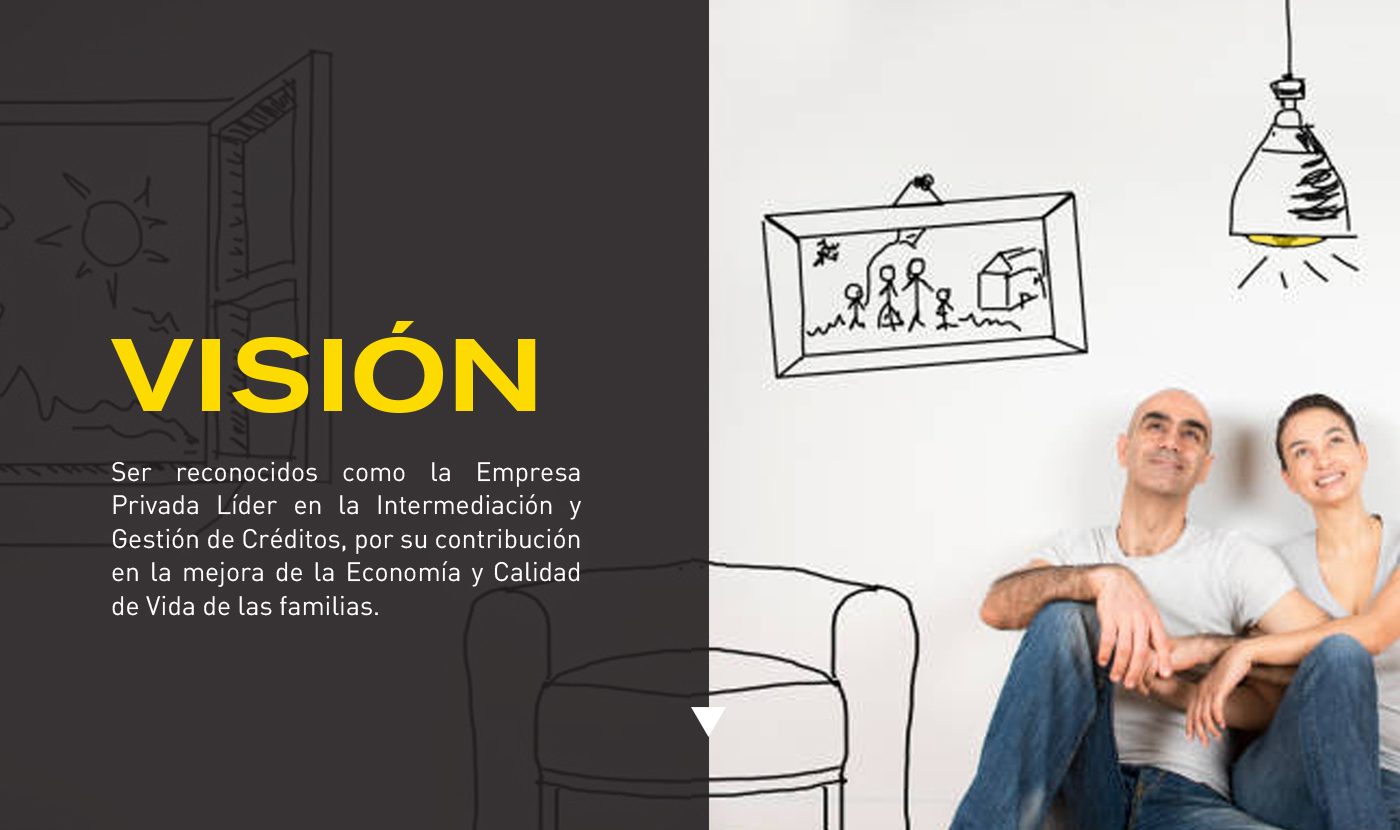 VISIÓN
Ser reconocidos como la Empresa
Privada Líder en la Intermediación y
Gestión de Créditos, por su contribución
en la mejora de la Economía y Calidad
de Vida de las familias.